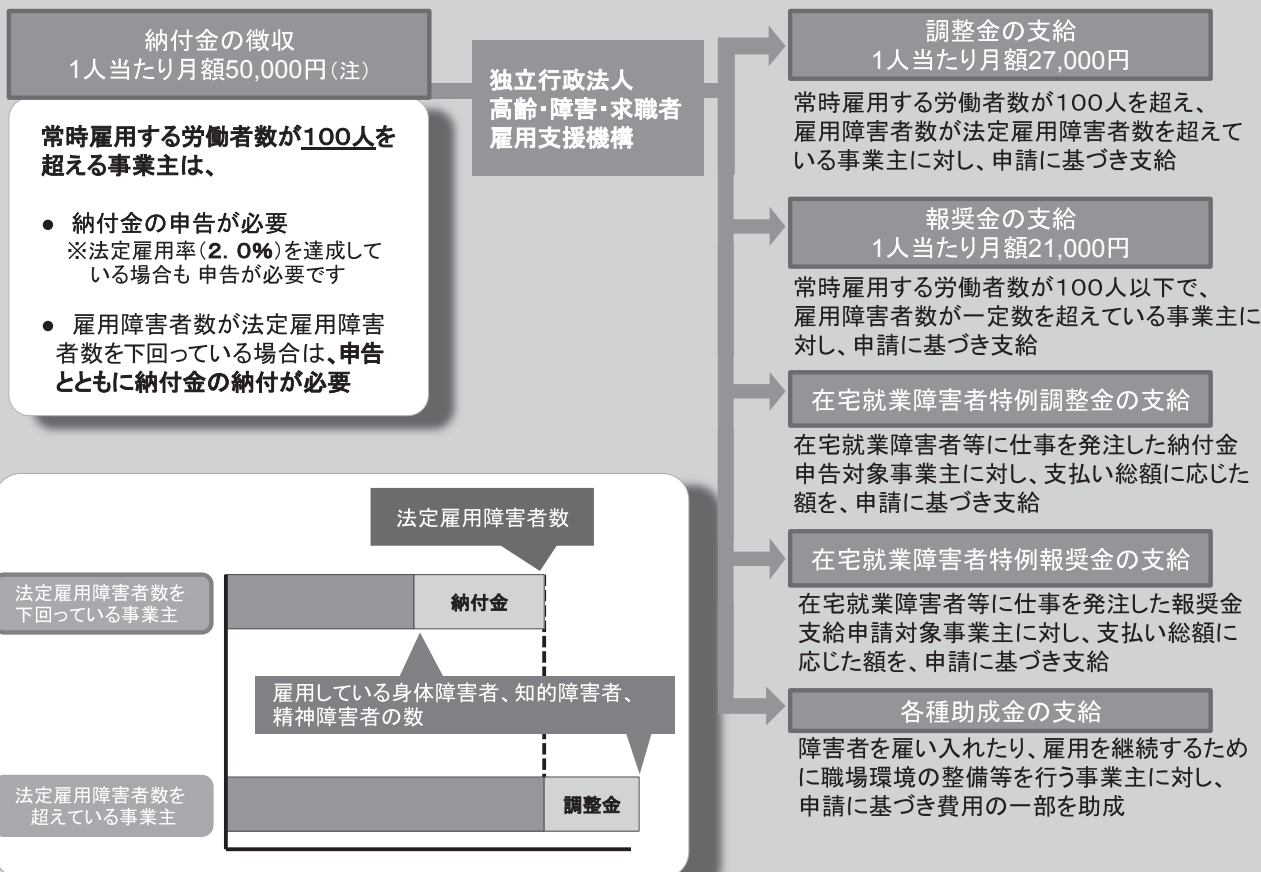 納付金の徴収
1人当たり月額50,000円(注)
常時雇用する労働者数が100人を
超える事業主は、
● 納付金の申告が必要
※法定雇用率(2.0%)を達成して
いる場合も 申告が必要です
● 雇用障害者数が法定雇用障害
者数を下回っている場合は、申告
とともに納付金の納付が必要
独立行政法人
高齢・障害・求職者
雇用支援機構
調整金の支給
1人当たり月額27,000円
常時雇用する労働者数が100人を超え、
雇用障害者数が法定雇用障害者数を超えて
いる事業主に対し、申請に基づき支給
報奨金の支給
1人当たり月額21,000円
常時雇用する労働者数が100人以下で、
雇用障害者数が一定数を超えている事業主に
対し、申請に基づき支給
在宅就業障害者特例調整金の支給
在宅就業障害者等に仕事を発注した納付金
申告対象事業主に対し、支払い総額に応じた
額を、申請に基づき支給
在宅就業障害者特例報奨金の支給
在宅就業障害者等に仕事を発注した報奨金
支給申請対象事業主に対し、支払い総額に
応じた額を、申請に基づき支給
各種助成金の支給
障害者を雇い入れたり、雇用を継続するため
に職場環境の整備等を行う事業主に対し、
申請に基づき費用の一部を助成
法定雇用障害者数
法定雇用障害者数を
下回っている事業主
納付金
雇用している身体障害者、知的障害者、
精神障害者の数
法定雇用障害者数を
超えている事業主
調整金